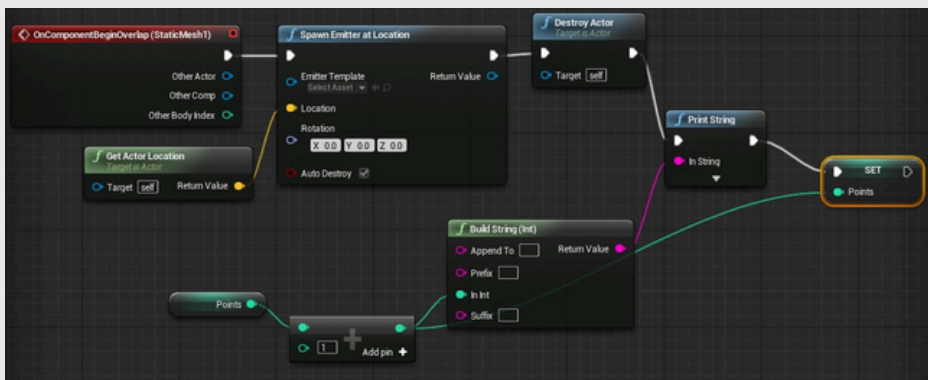 OnComponentBeginOverlap (StaticMesh1)
Other Actor
Other Comp
Other Body Index
Get Actor Location
Target is Actor
Target self
Return Value
Spawn Emitter at Location
Emitter Template
Select Asset
Return Value
Location
Rotation
X 0.0 Y 0.0 Z 0.0
Auto Destroy
Destroy Actor
Target is Actor
Target self
Print String
In String
SET
Points
Build String (Int)
Append To
Return Value
Prefix
In Int
Suffix
Points
1
Add pin +